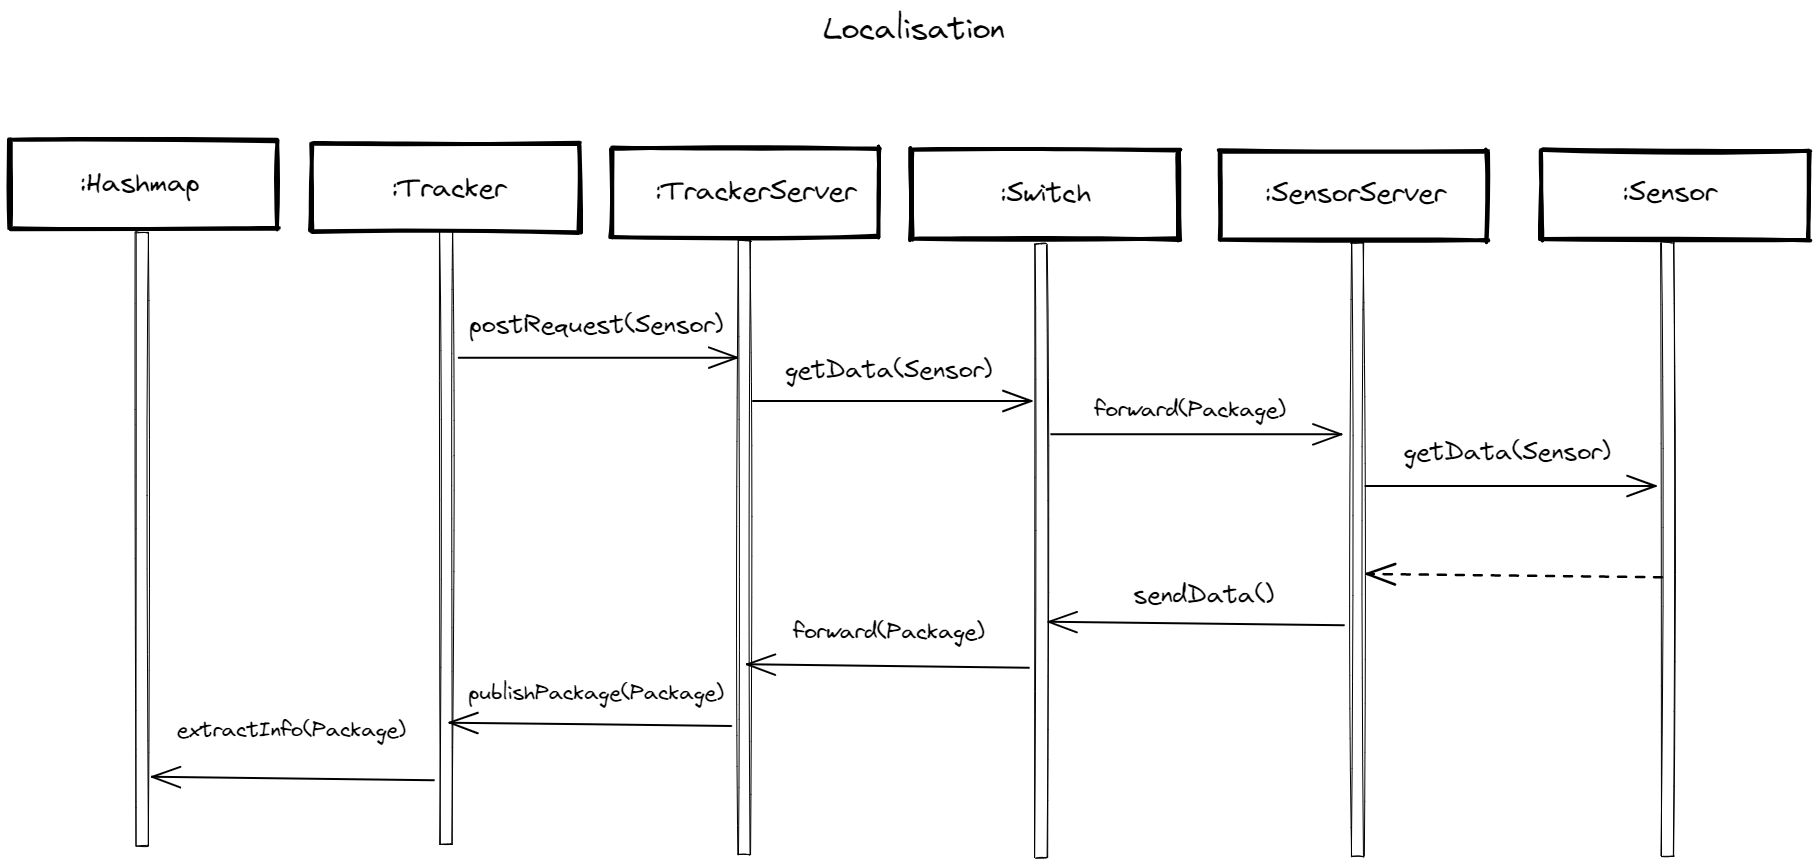 Localisation
:Hashmap
:Tracker
:TrackerServer
:Switch
:SensorServer
:Sensor
postRequest(Sensor)
getData(Sensor)
forward(Package)
getData(Sensor)
sendData()
forward(Package)
publishPackage(Package)
extractInfo(Package)